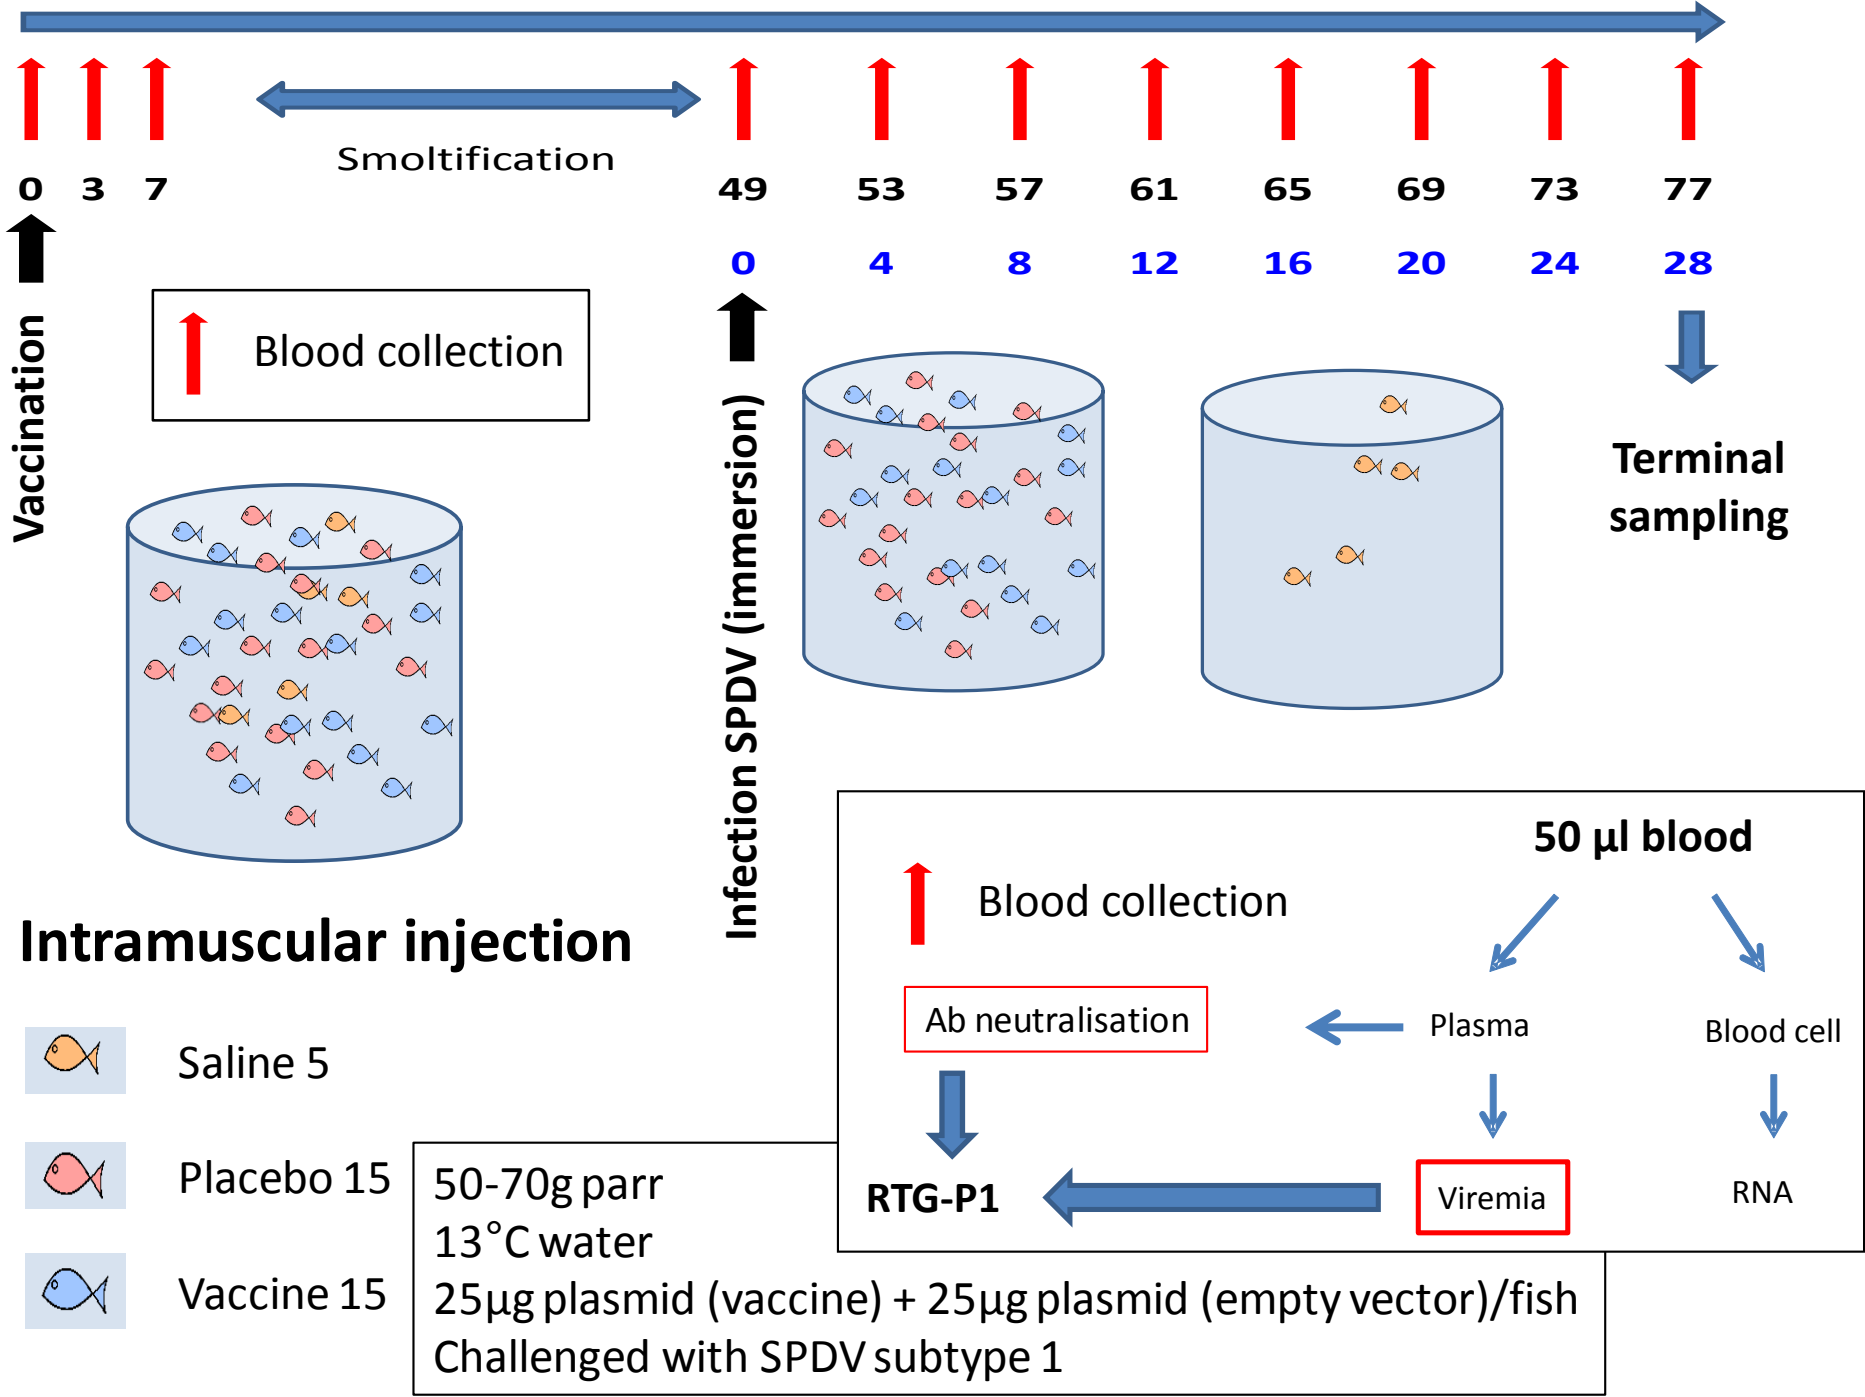 Smoltification
0 3 7 49 53 57 61 65 69 73 77
0 4 8 12 16 20 24 28
Vaccination
Blood collection
Infection SPDV (immersion)
Terminal
sampling
Intramuscular injection
Saline 5
Placebo 15
Vaccine 15
50 µl blood
Blood collection
Ab neutralisation
Plasma
Blood cell
RTG-P1
Viremia
RNA
50-70g parr
13°C water
25µg plasmid (vaccine) + 25µg plasmid (empty vector)/fish
Challenged with SPDV subtype 1